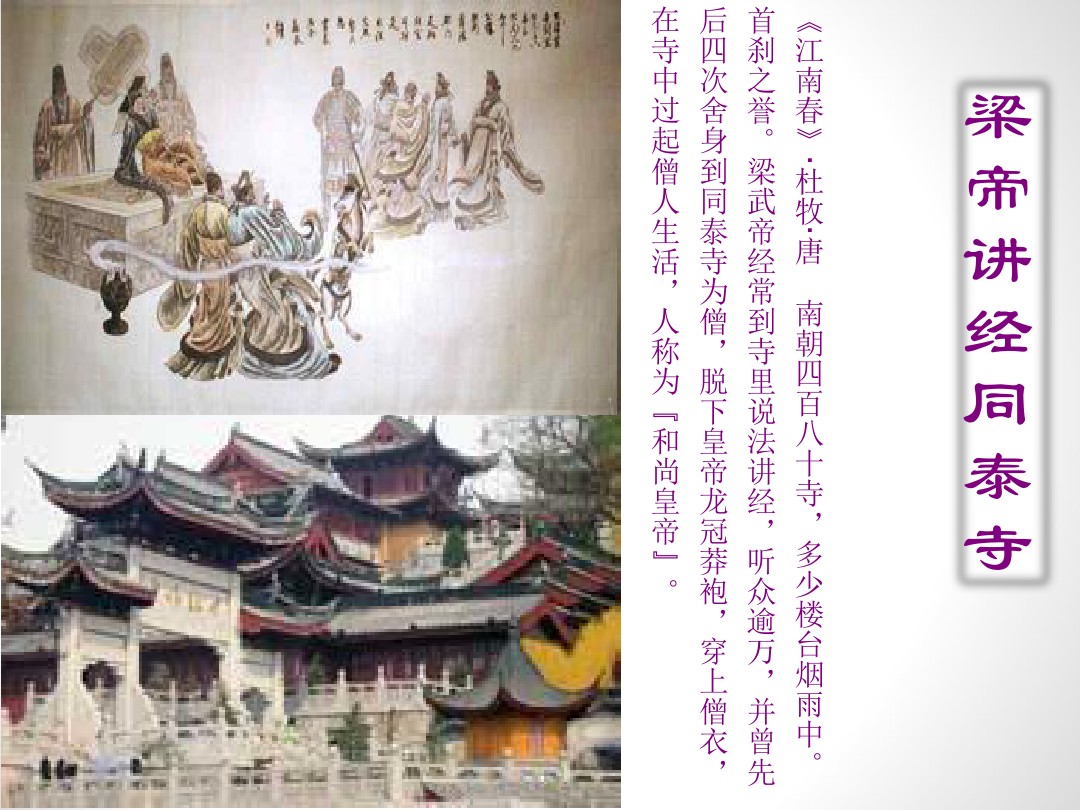 梁帝讲经同泰寺
《江南春》·杜牧·唐 南朝四百八十寺，多少楼台烟雨中。
首刹之誉。梁武帝经常到寺里说法讲经，听众逾万，并曾先
后四次舍身到同泰寺为僧，脱下皇帝龙冠莽袍，穿上僧衣，
在寺中过起僧人生活，人称为『和尚皇帝』。